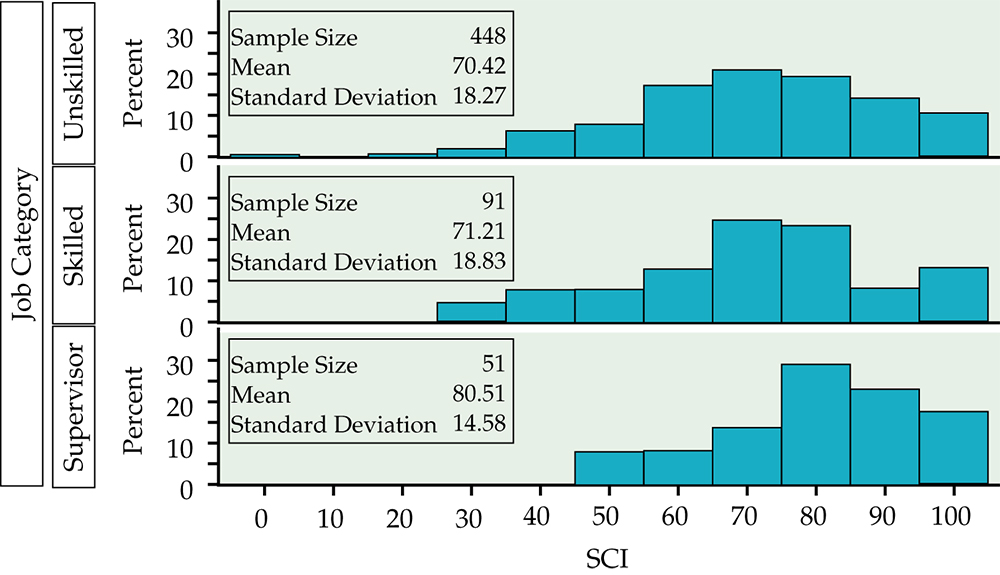 Job Category
Unskilled
Percent
30
20
10
0
Sample Size 448
Mean 70.42
Standard Deviation 18.27
Skilled
Percent
30
20
10
0
Sample Size 91
Mean 71.21
Standard Deviation 18.83
Supervisor
Percent
30
20
10
0
Sample Size 51
Mean 80.51
Standard Deviation 14.58
0 10 20 30 40 50 60 70 80 90 100
SCI